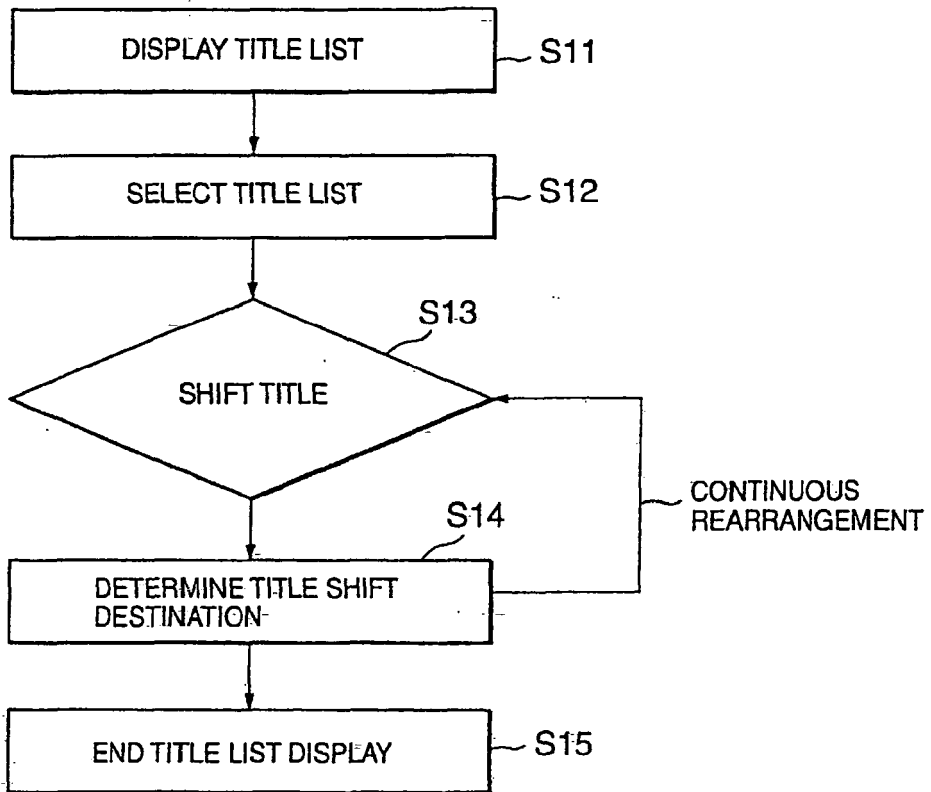 DISPLAY TITLE LIST
S11
SELECT TITLE LIST
S12
S13
SHIFT TITLE
CONTINUOUS
REARRANGEMENT
S14
DETERMINE TITLE SHIFT
DESTINATION
END TITLE LIST DISPLAY
S15